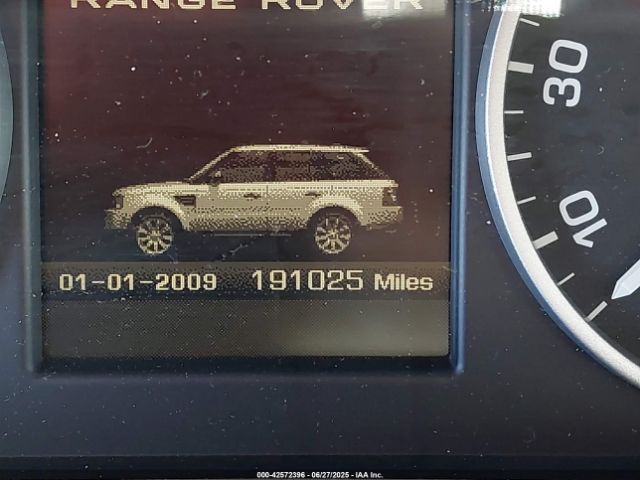 RANGE ROVER
01-01-2009 191025 Miles
30
10
000-42572396 - 06/27/2025 - IAA Inc.